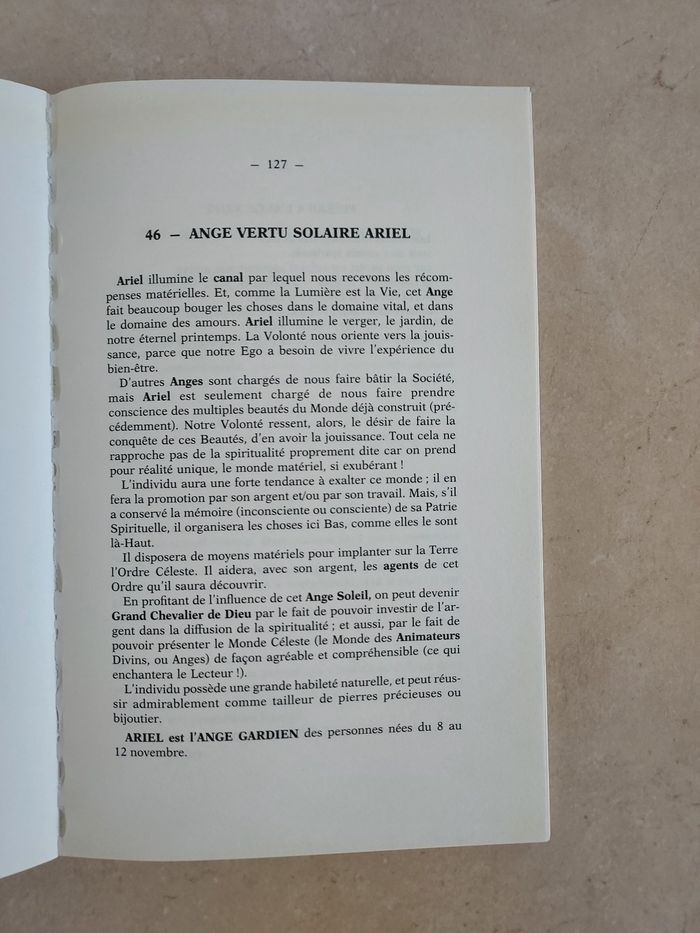 — 127 —
46 — ANGE VERTU SOLAIRE ARIEL
Ariel illumine le canal par lequel nous recevons les récom-
penses matérielles. Et, comme la Lumière est la Vie, cet Ange
fait beaucoup bouger les choses dans le domaine vital, et dans
le domaine des amours. Ariel illumine le verger, le jardin, de
notre éternel printemps. La Volonté nous oriente vers la jouis-
sance, parce que notre Ego a besoin de vivre l'expérience du
bien-être.
D'autres Anges sont chargés de nous faire bâtir la Société,
mais Ariel est seulement chargé de nous faire prendre
conscience des multiples beautés du Monde déjà construit (pré-
cédemment). Notre Volonté ressent, alors, le désir de faire la
conquête de ces Beautés, d'en avoir la jouissance. Tout cela ne
rapproche pas de la spiritualité proprement dite car on prend
pour réalité unique, le monde matériel, si exubérant !
L'individu aura une forte tendance à exalter ce monde ; il en
fera la promotion par son argent et/ou par son travail. Mais, s'il
a conservé la mémoire (inconsciente ou consciente) de sa Patrie
Spirituelle, il organisera les choses ici Bas, comme elles le sont
là-Haut.
Il disposera de moyens matériels pour implanter sur la Terre
l'Ordre Céleste. Il aidera, avec son argent, les agents de cet
Ordre qu'il saura découvrir.
En profitant de l'influence de cet Ange Soleil, on peut devenir
Grand Chevalier de Dieu par le fait de pouvoir investir de l'ar-
gent dans la diffusion de la spiritualité ; et aussi, par le fait de
pouvoir présenter le Monde Céleste (le Monde des Animateurs
Divins, ou Anges) de façon agréable et compréhensible (ce qui
enchantera le Lecteur !).
L'individu possède une grande habileté naturelle, et peut réus-
sir admirablement comme tailleur de pierres précieuses ou
bijoutier.
ARIEL est l'ANGE GARDIEN des personnes nées du 8 au
12 novembre.